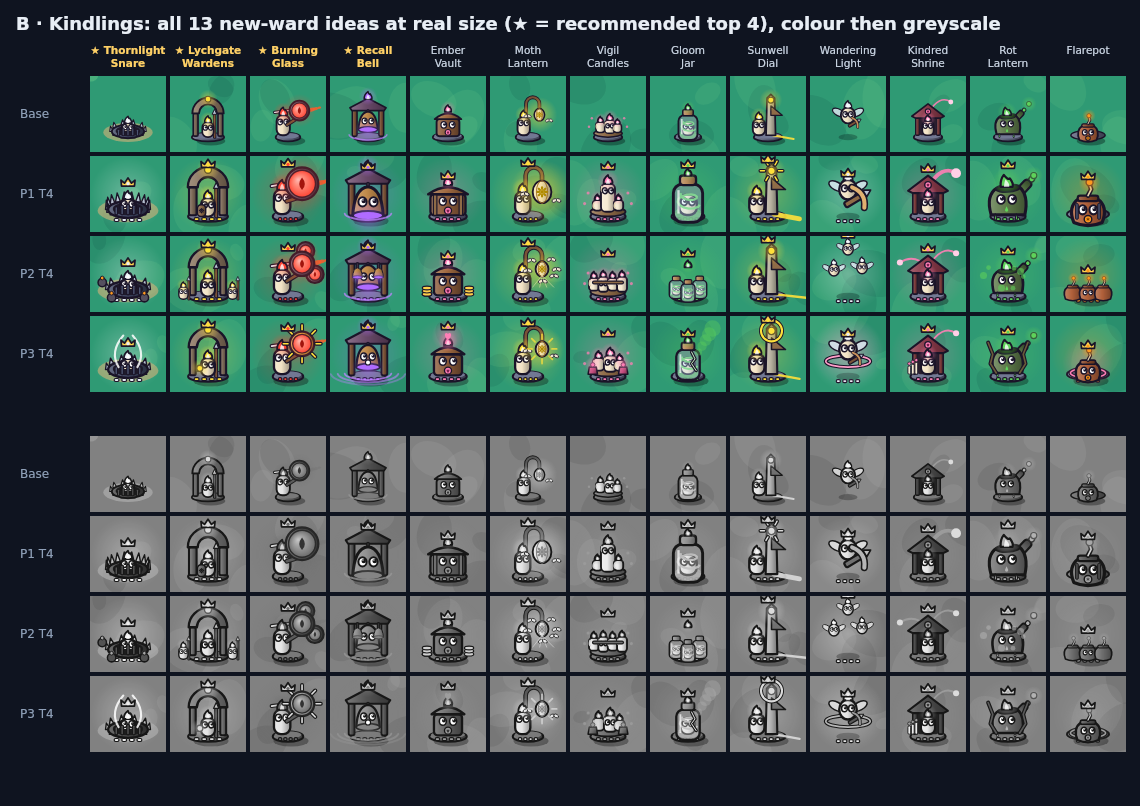 B · Kindlings: all 13 new-ward ideas at real size (★ = recommended top 4), colour then greyscale
★ Thornlight Snare
★ Lychgate Wardens
★ Burning Glass
★ Recall Bell
Ember Vault
Moth Lantern
Vigil Candles
Gloom Jar
Sunwell Dial
Wandering Light
Kindred Shrine
Rot Lantern
Flarepot
Base
P1 T4
P2 T4
P3 T4
Base
P1 T4
P2 T4
P3 T4